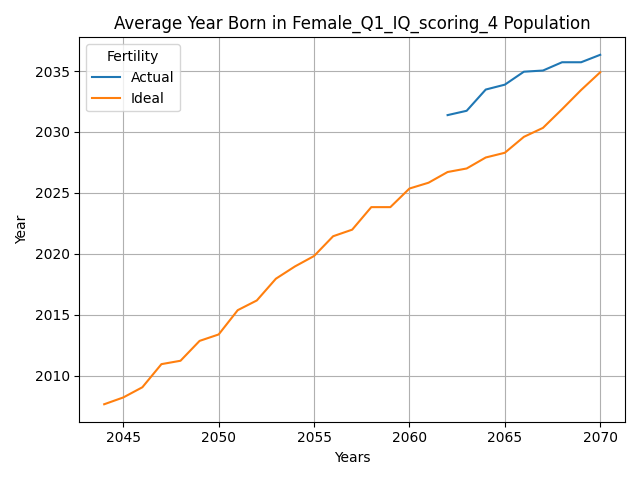 Average Year Born in Female_Q1_IQ_scoring_4 Population
Fertility
Actual
Ideal
Year
2035
2030
2025
2020
2015
2010
2045 2050 2055 2060 2065 2070
Years